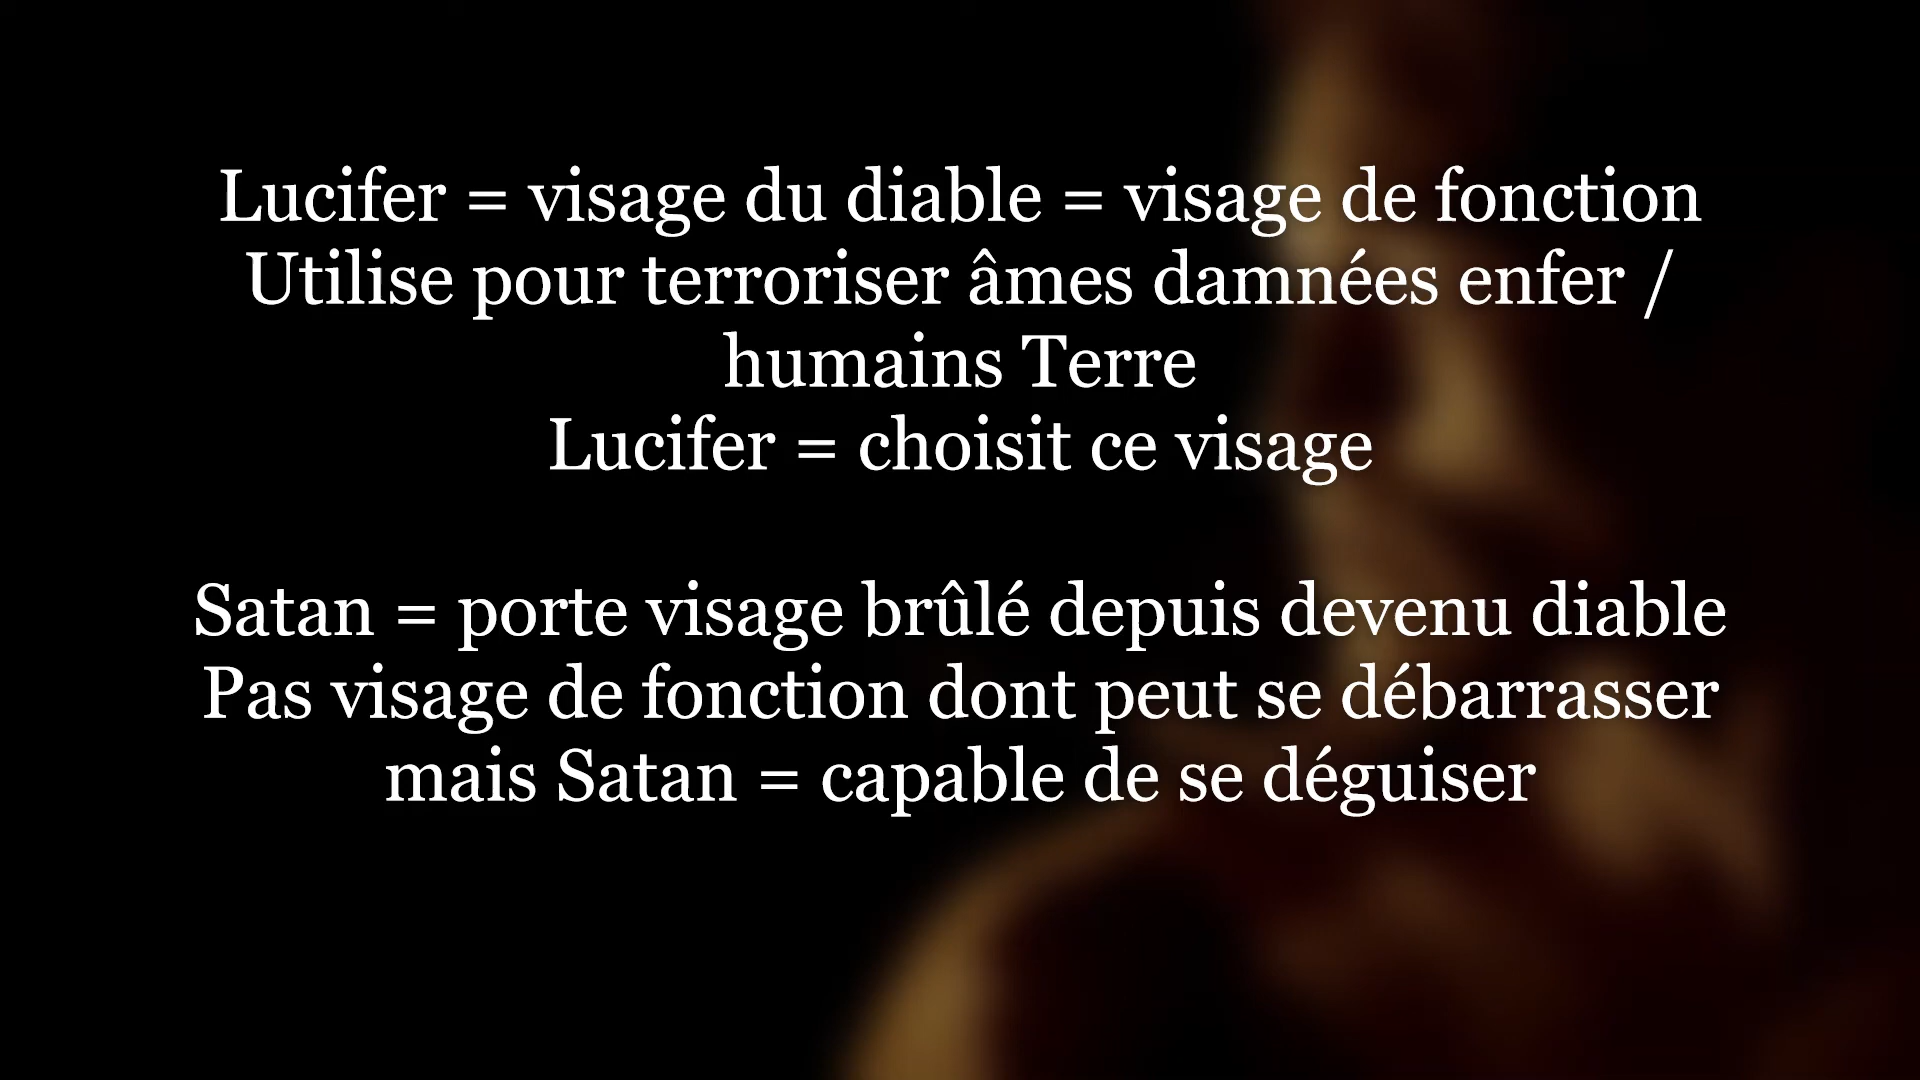 Lucifer = visage du diable = visage de fonction
Utilise pour terroriser âmes damnées enfer /
humains Terre
Lucifer = choisit ce visage
Satan = porte visage brûlé depuis devenu diable
Pas visage de fonction dont peut se débarrasser
mais Satan = capable de se déguiser